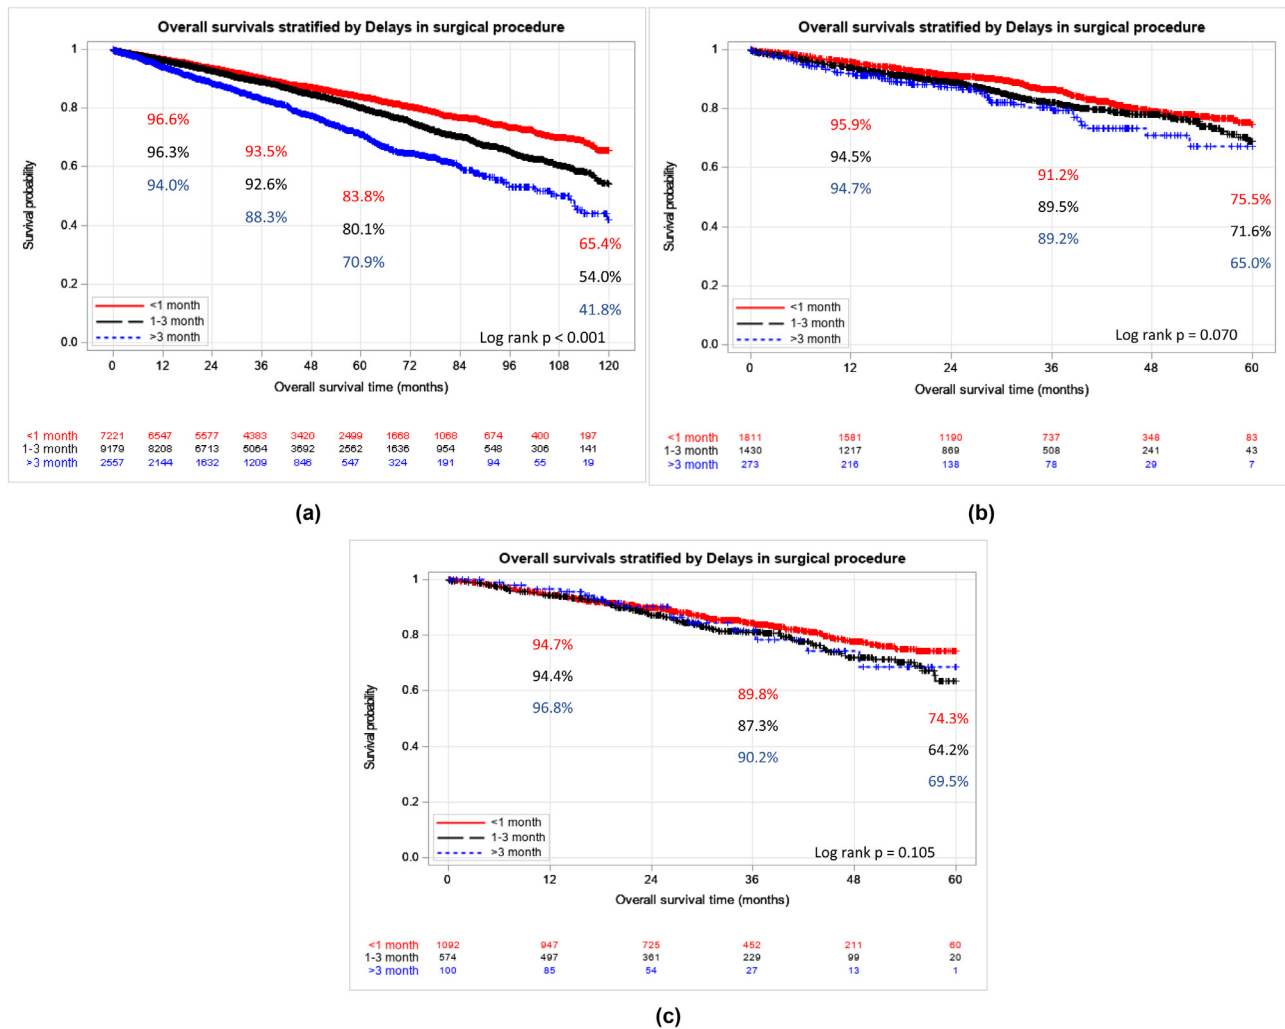 Overall survivals stratified by Delays in surgical procedure
1
0.8
0.6
0.4
0.2
0.0
Survival probability
96.6%
96.3%
94.0%
93.5%
92.6%
88.3%
83.8%
80.1%
70.9%
65.4%
54.0%
41.8%
<1 month
1-3 month
>3 month
Log rank p < 0.001
0 12 24 36 48 60 72 84 96 108 120
Overall survival time (months)
<1 month 7221 6547 5577 4383 3420 2499 1668 1068 674 400 197
1-3 month 9179 8208 6713 5064 3692 2562 1636 954 548 306 141
>3 month 2557 2144 1632 1209 846 547 324 191 94 55 19
(a)
Overall survivals stratified by Delays in surgical procedure
1
0.8
0.6
0.4
0.2
0.0
Survival probability
95.9%
94.5%
94.7%
91.2%
89.5%
89.2%
75.5%
71.6%
65.0%
<1 month
1-3 month
>3 month
Log rank p = 0.070
0 12 24 36 48 60
Overall survival time (months)
<1 month 1811 1581 1190 737 348 83
1-3 month 1430 1217 869 508 241 43
>3 month 273 216 138 78 29 7
(b)
Overall survivals stratified by Delays in surgical procedure
1
0.8
0.6
0.4
0.2
0.0
Survival probability
94.7%
94.4%
96.8%
89.8%
87.3%
90.2%
74.3%
64.2%
69.5%
<1 month
1-3 month
>3 month
Log rank p = 0.105
0 12 24 36 48 60
Overall survival time (months)
<1 month 1092 947 725 452 211 60
1-3 month 574 497 361 229 99 20
>3 month 100 85 54 27 13 1
(c)